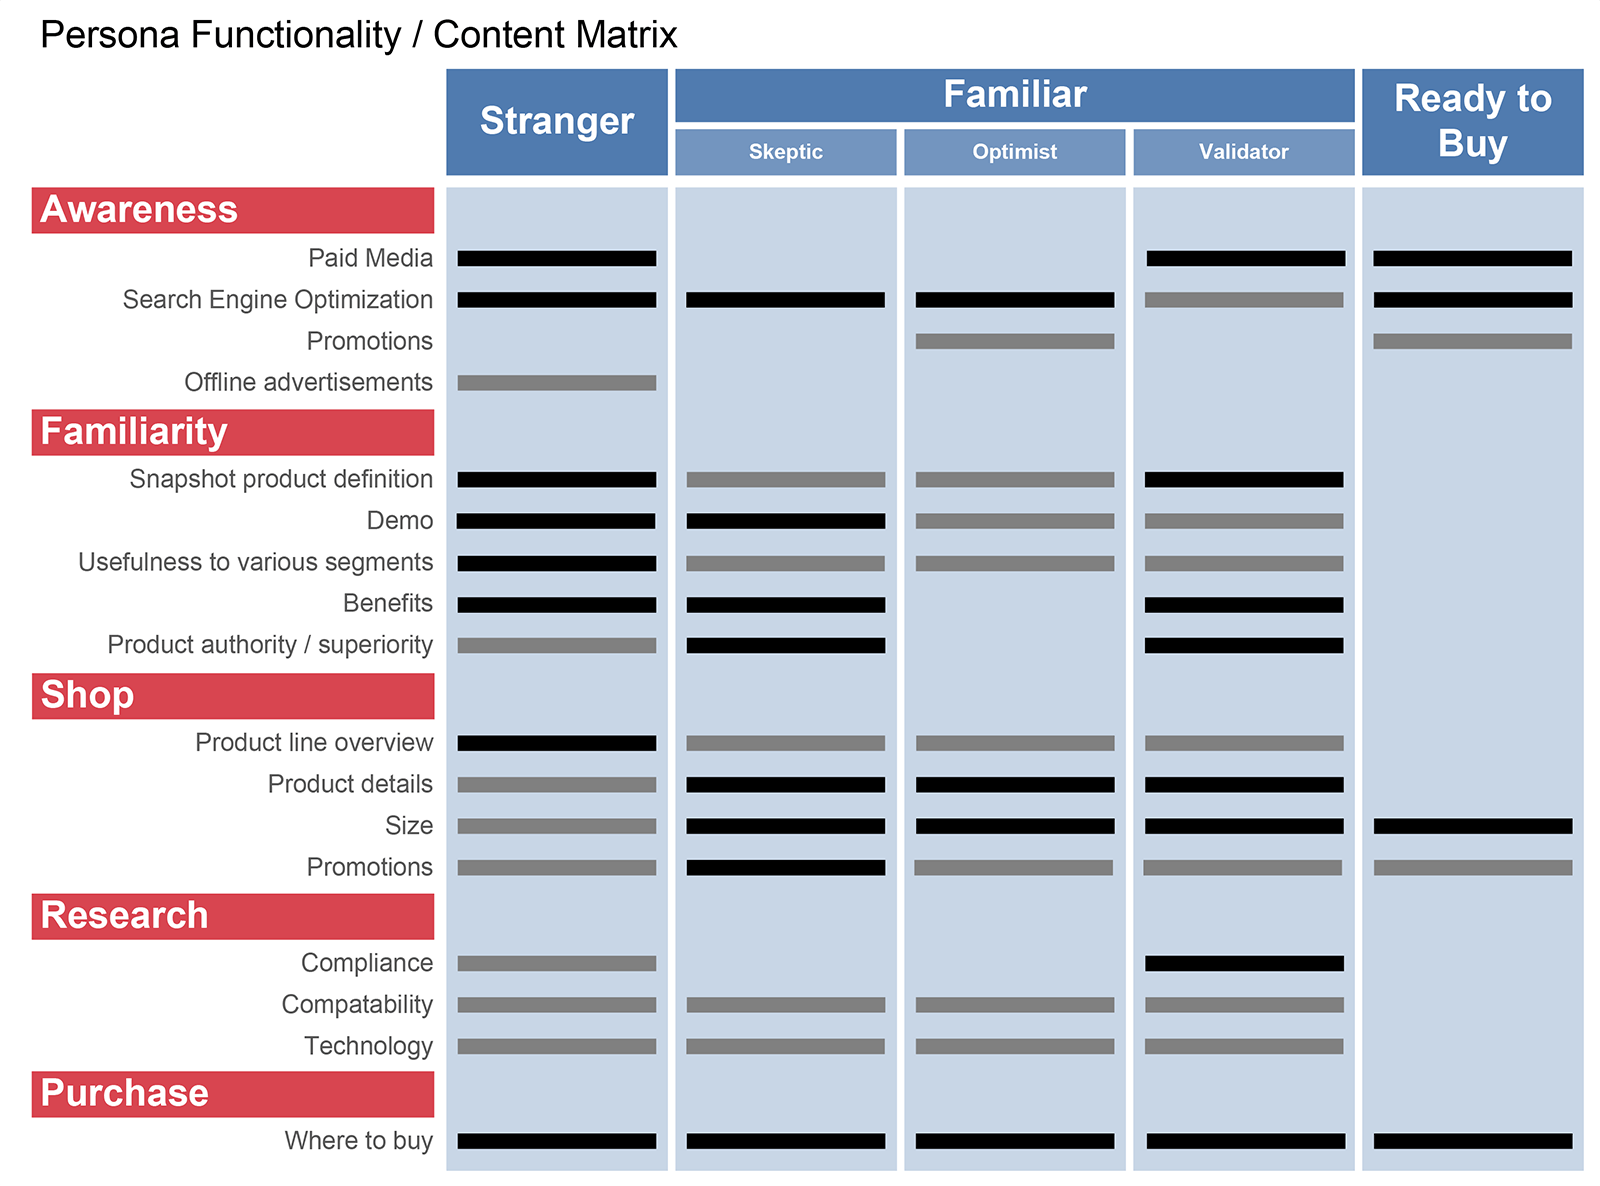 Persona Functionality / Content Matrix
Stranger
Familiar
Ready to
Buy
Skeptic
Optimist
Validator
Awareness
Paid Media
Search Engine Optimization
Promotions
Offline advertisements
Familiarity
Snapshot product definition
Demo
Usefulness to various segments
Benefits
Product authority / superiority
Shop
Product line overview
Product details
Size
Promotions
Research
Compliance
Compatability
Technology
Purchase
Where to buy